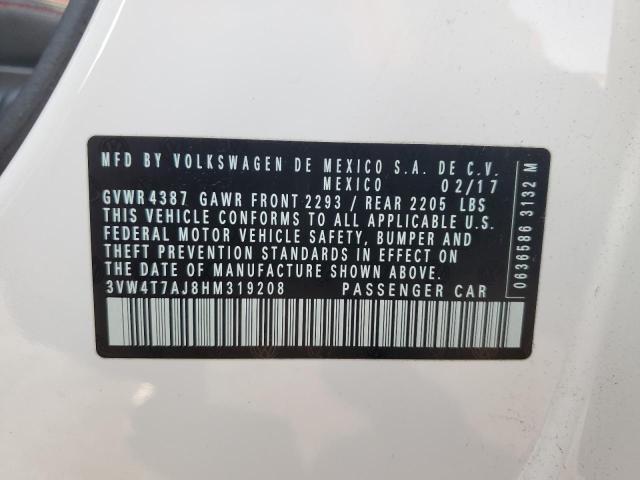 MFD BY VOLKSWAGEN DE MEXICO S.A. DE C.V.
MEXICO 02/17
GVWR 4387 GAWR FRONT 2293 / REAR 2205 LBS
THIS VEHICLE CONFORMS TO ALL APPLICABLE U.S.
FEDERAL MOTOR VEHICLE SAFETY, BUMPER AND
THEFT PREVENTION STANDARDS IN EFFECT ON
THE DATE OF MANUFACTURE SHOWN ABOVE.
3VW4T7AJ8HM319208 PASSENGER CAR
0636586 3132 M